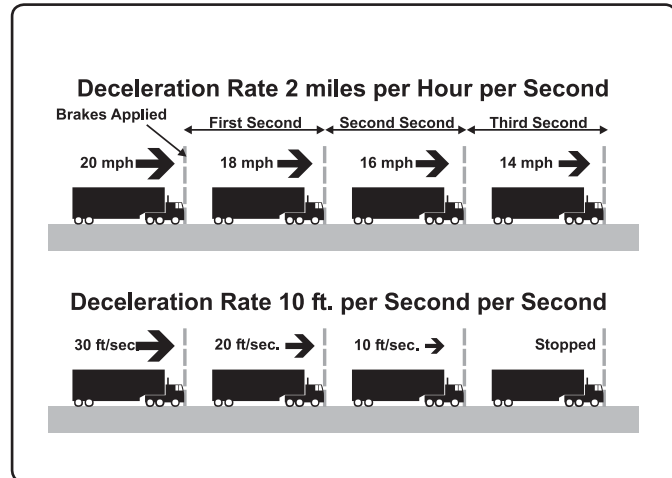 Deceleration Rate 2 miles per Hour per Second
Brakes Applied
First Second
Second Second
Third Second
20 mph
18 mph
16 mph
14 mph
Deceleration Rate 10 ft. per Second per Second
30 ft/sec.
20 ft/sec.
10 ft/sec.
Stopped